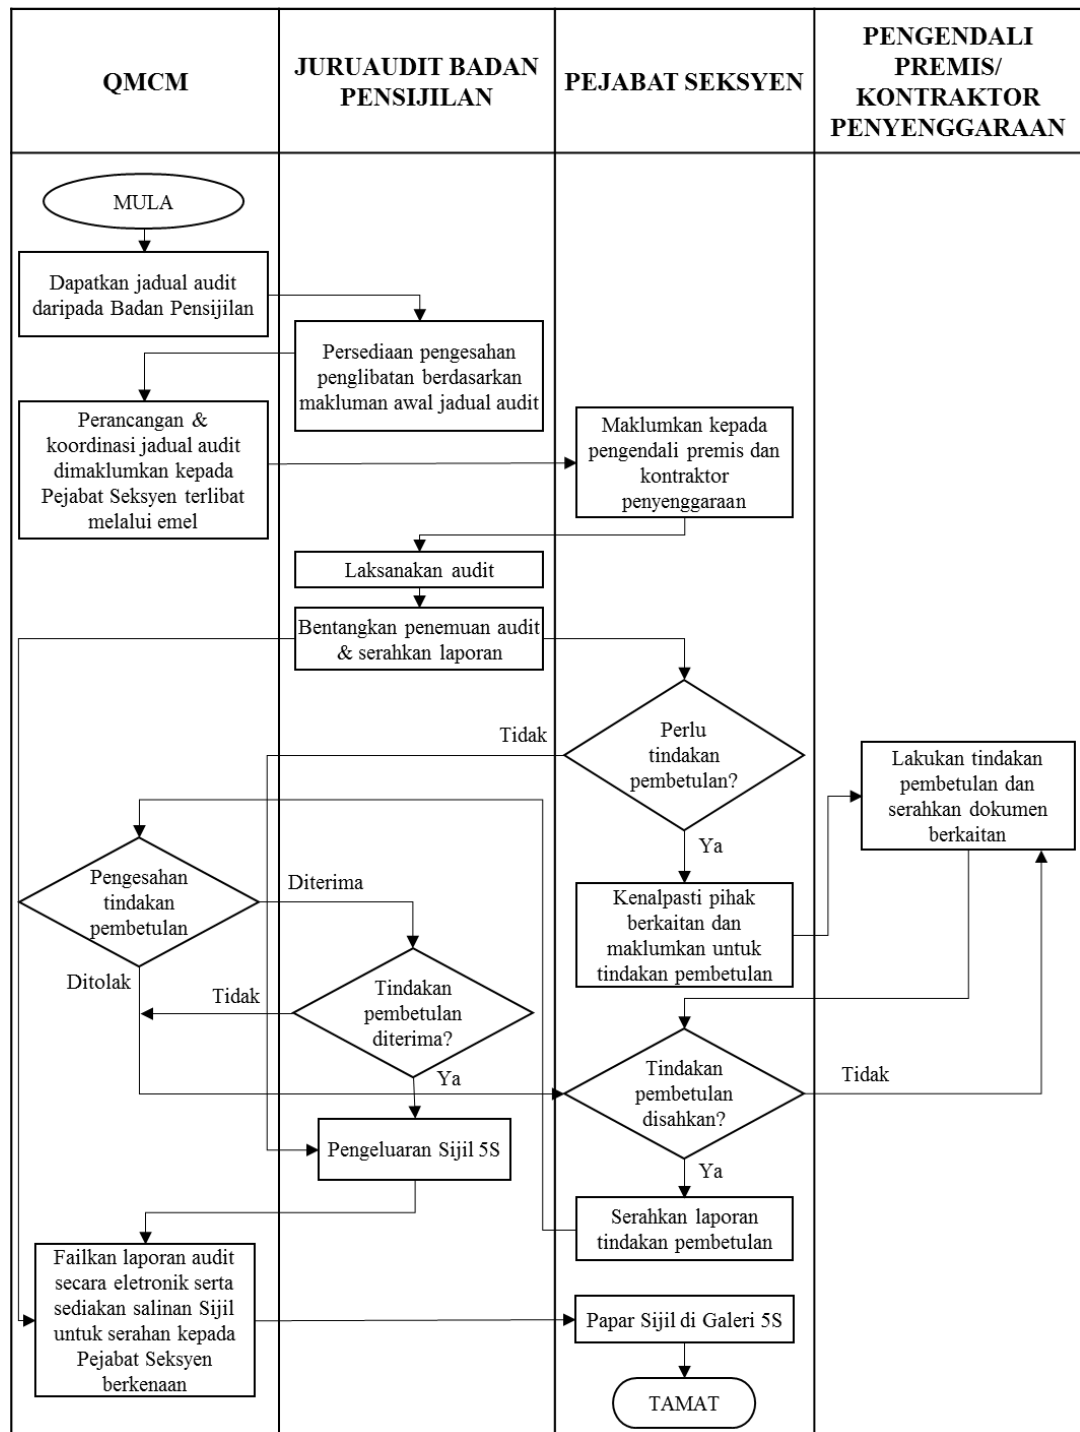 QMCM
JURUAUDIT BADAN
PENSIJILAN
PEJABAT SEKSYEN
PENGENDALI
PREMIS/
KONTRAKTOR
PENYENGGARAAN
MULA
Dapatkan jadual audit
daripada Badan Pensijilan
Persediaan pengesahan
penglibatan berdasarkan
makluman awal jadual audit
Perancangan &
koordinasi jadual audit
dimaklumkan kepada
Pejabat Seksyen terlibat
melalui emel
Maklumkan kepada
pengendali premis dan
kontraktor
penyenggaraan
Laksanakan audit
Bentangkan penemuan audit
& serahkan laporan
Perlu
tindakan
pembetulan?
Tidak
Ya
Lakukan tindakan
pembetulan dan
serahkan dokumen
berkaitan
Kenalpasti pihak
berkaitan dan
maklumkan untuk
tindakan pembetulan
Pengesahan
tindakan
pembetulan
Diterima
Ditolak
Tindakan
pembetulan
diterima?
Tidak
Ya
Tindakan
pembetulan
disahkan?
Tidak
Ya
Pengeluaran Sijil 5S
Serahkan laporan
tindakan pembetulan
Failkan laporan audit
secara eletronik serta
sediakan salinan Sijil
untuk serahan kepada
Pejabat Seksyen
berkenaan
Papar Sijil di Galeri 5S
TAMAT